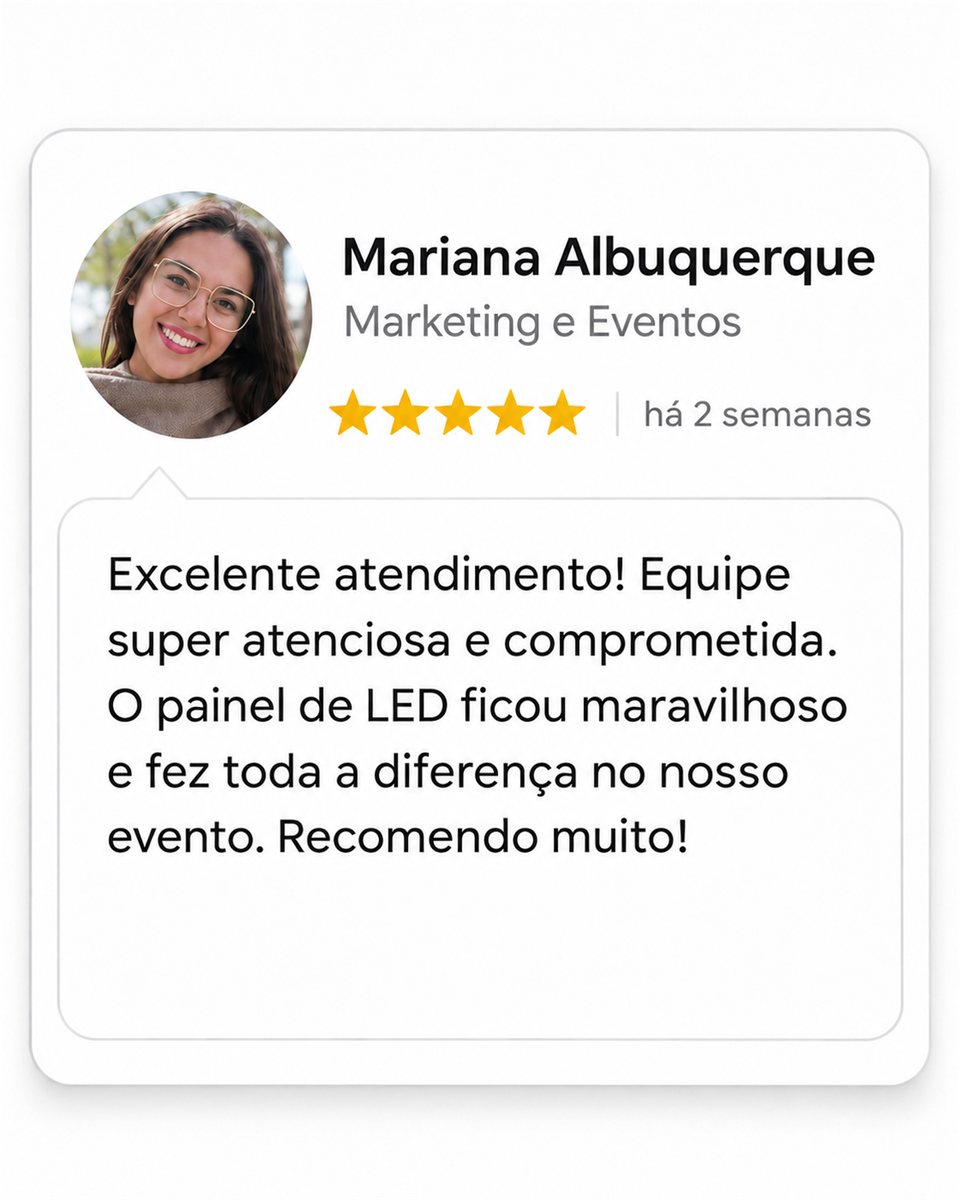 Mariana Albuquerque
Marketing e Eventos
há 2 semanas
Excelente atendimento! Equipe
super atenciosa e comprometida.
O painel de LED ficou maravilhoso
e fez toda a diferença no nosso
evento. Recomendo muito!